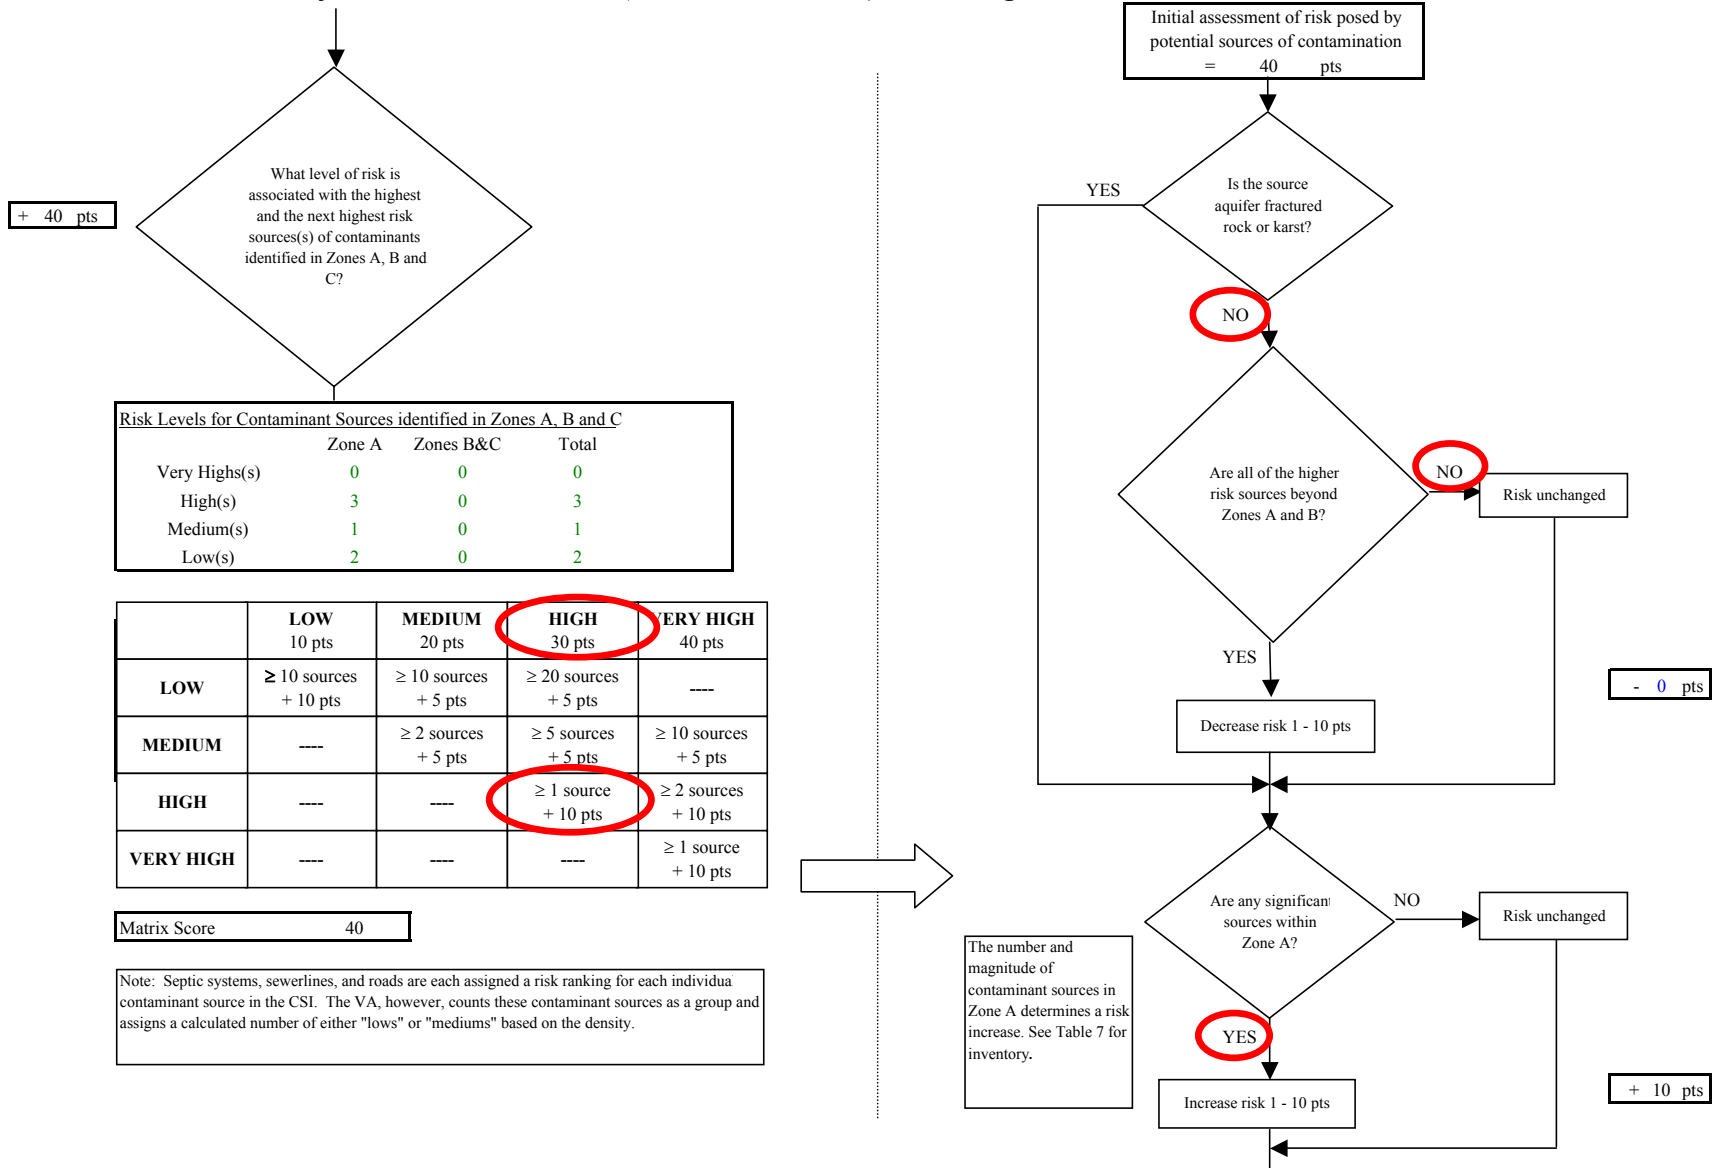 What level of risk is
associated with the highest
and the next highest risk
sources(s) of contaminants
identified in Zones A, B and
C?
+ 40 pts
Risk Levels for Contaminant Sources identified in Zones A, B and C
Zone A Zones B&C Total
Very Highs(s) 0 0 0
High(s) 3 0 3
Medium(s) 1 0 1
Low(s) 2 0 2
LOW MEDIUM HIGH VERY HIGH
10 pts 20 pts 30 pts 40 pts
LOW ≥ 10 sources ≥ 10 sources ≥ 20 sources ----
+ 10 pts + 5 pts + 5 pts
MEDIUM ---- ≥ 2 sources ≥ 5 sources ≥ 10 sources
+ 5 pts + 5 pts + 5 pts
HIGH ---- ---- ≥ 1 source ≥ 2 sources
+ 10 pts + 10 pts
VERY HIGH ---- ---- ---- ≥ 1 source
+ 10 pts
Matrix Score 40
Note: Septic systems, sewerlines, and roads are each assigned a risk ranking for each individua
contaminant source in the CSI. The VA, however, counts these contaminant sources as a group and
assigns a calculated number of either "lows" or "mediums" based on the density.
Initial assessment of risk posed by
potential sources of contamination
= 40 pts
Is the source
aquifer fractured
rock or karst?
YES
NO
Are all of the higher
risk sources beyond
Zones A and B?
NO
Risk unchanged
YES
- 0 pts
Decrease risk 1 - 10 pts
Are any significant
sources within
Zone A?
NO
Risk unchanged
The number and
magnitude of
contaminant sources in
Zone A determines a risk
increase. See Table 7 for
inventory.
YES
+ 10 pts
Increase risk 1 - 10 pts